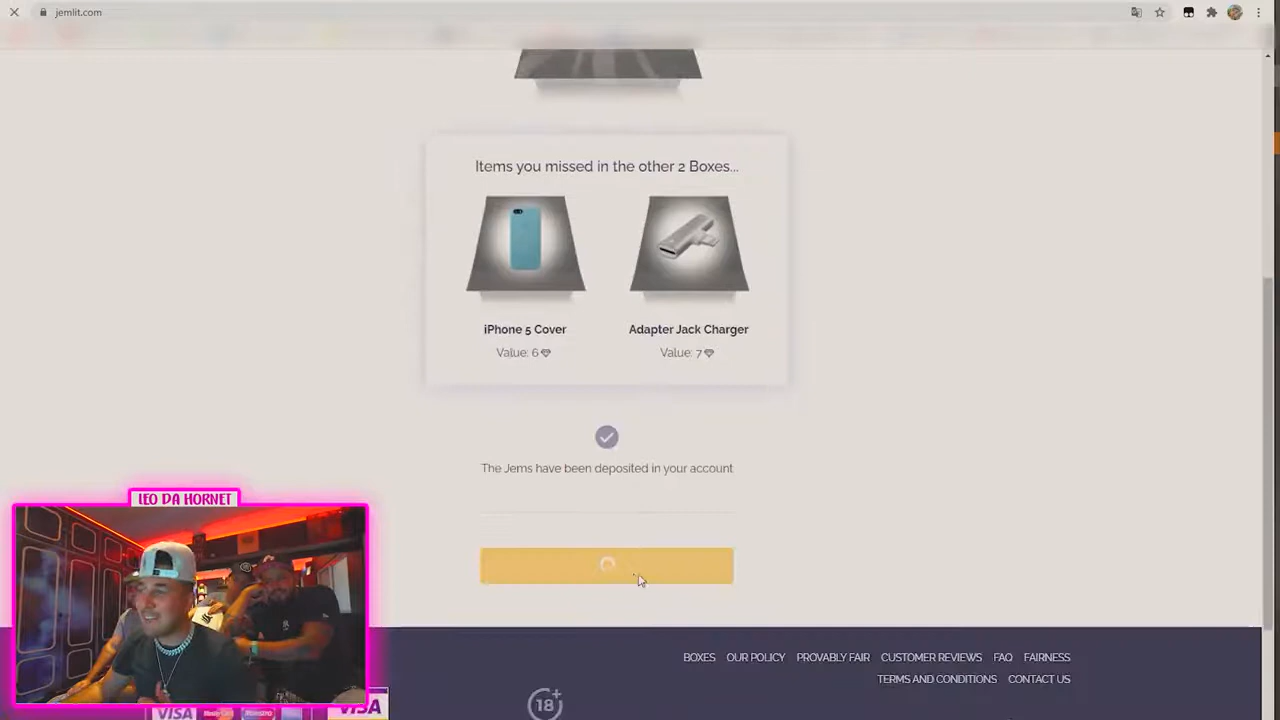 jemlit.com
Items you missed in the other 2 Boxes...
iPhone 5 Cover
Adapter Jack Charger
Value: 6
Value: 7
The Jems have been deposited in your account
LEO DA HORNET
BOXES OUR POLICY PROVABLY FAIR CUSTOMER REVIEWS FAQ FAIRNESS
TERMS AND CONDITIONS CONTACT US
18+
VISA MasterCard Maestro VISA